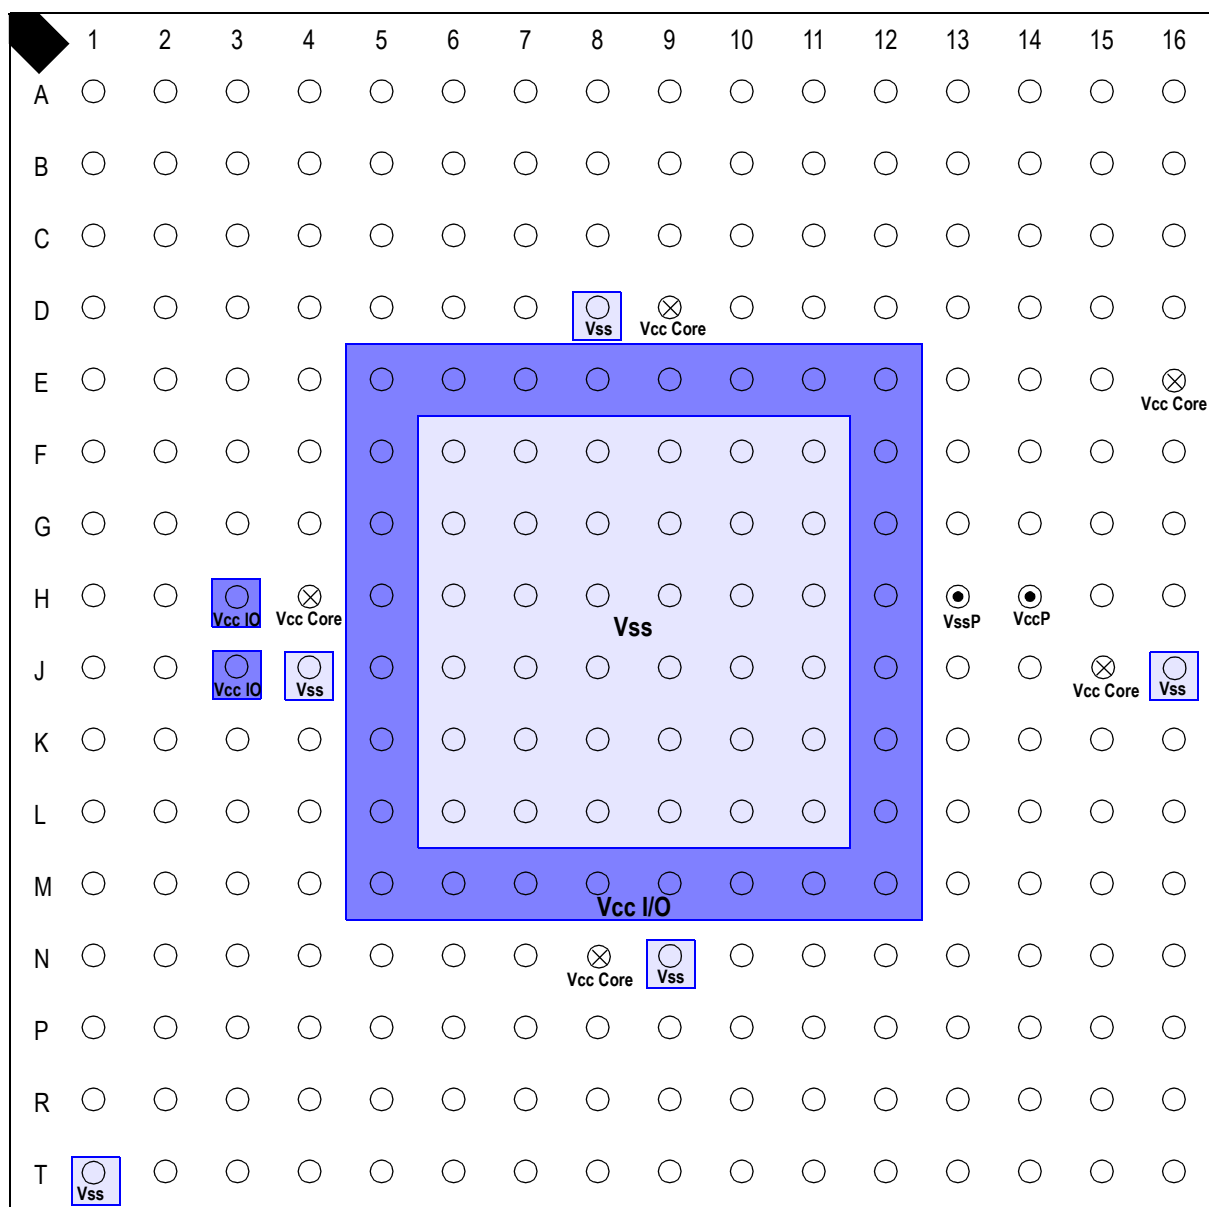 1 2 3 4 5 6 7 8 9 10 11 12 13 14 15 16
A
B
C
D
Vss Vcc Core
E
Vcc Core
F
G
H
Vcc IO Vcc Core Vss VssP VccP
J
Vcc IO Vss Vcc Core Vss
K
L
M
Vcc I/O
N
Vcc Core Vss
P
R
T
Vss